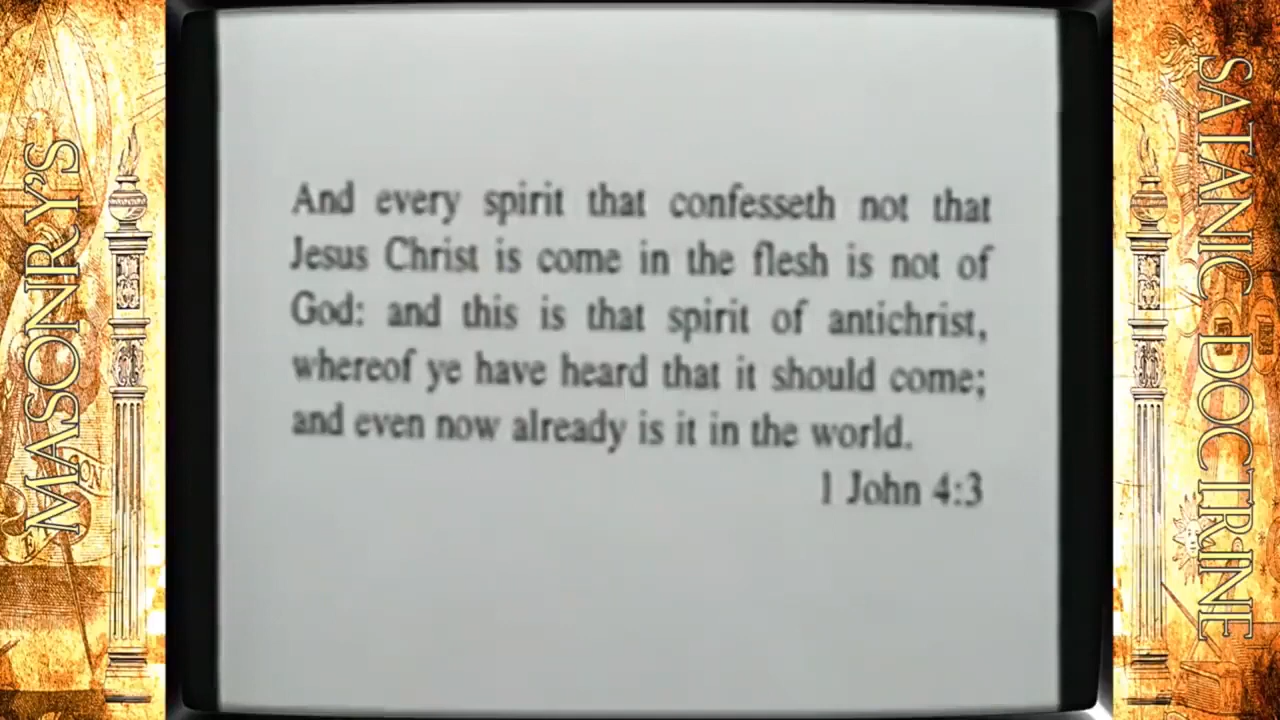 MASONRY'S
And every spirit that confesseth not that
Jesus Christ is come in the flesh is not of
God: and this is that spirit of antichrist,
whereof ye have heard that it should come;
and even now already is it in the world.
1 John 4:3
SATANIC DOCTRINE